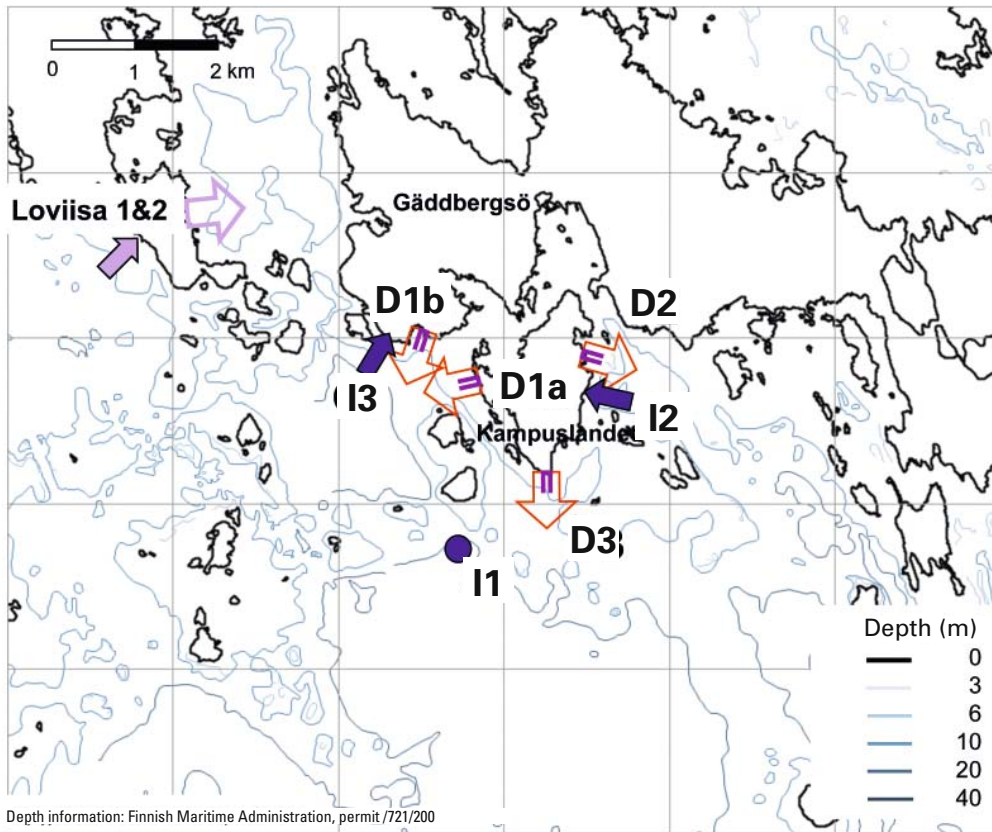 0 1 2 km
Loviisa 1&2
Gäddbergsö
D1b
D2
I3
D1a
I2
Kampuslandet
D3
I1
Depth (m)
0
3
6
10
20
40
Depth information: Finnish Maritime Administration, permit /721/200